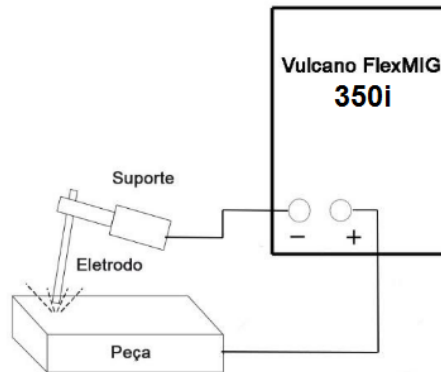 Vulcano FlexMIG
350i
Suporte
− +
Eletrodo
Peça